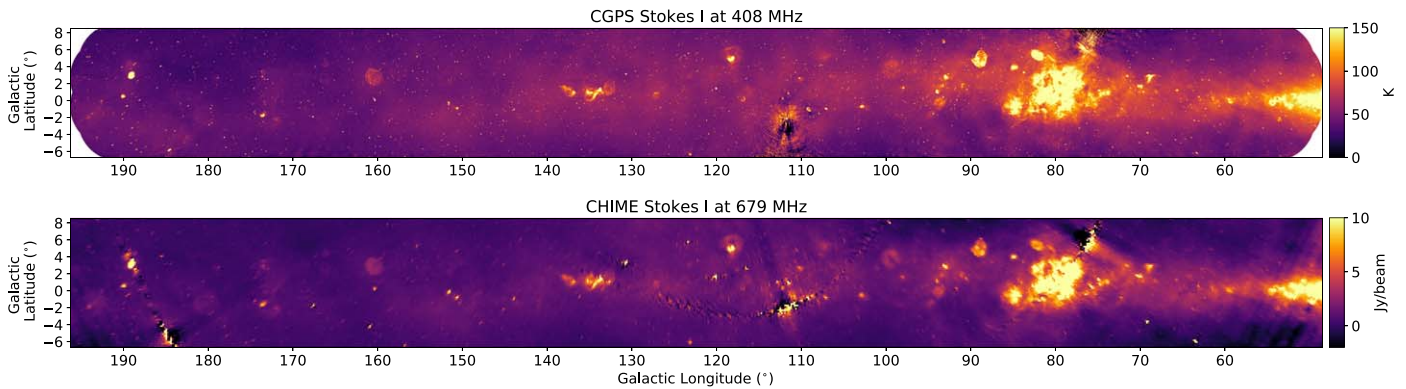 CGPS Stokes I at 408 MHz
8
6
4
2
0
−2
−4
−6
Galactic
Latitude (°)
190 180 170 160 150 140 130 120 110 100 90 80 70 60
150
100
50
0
K
CHIME Stokes I at 679 MHz
8
6
4
2
0
−2
−4
−6
Galactic
Latitude (°)
190 180 170 160 150 140 130 120 110 100 90 80 70 60
Galactic Longitude (°)
10
5
0
Jy/beam